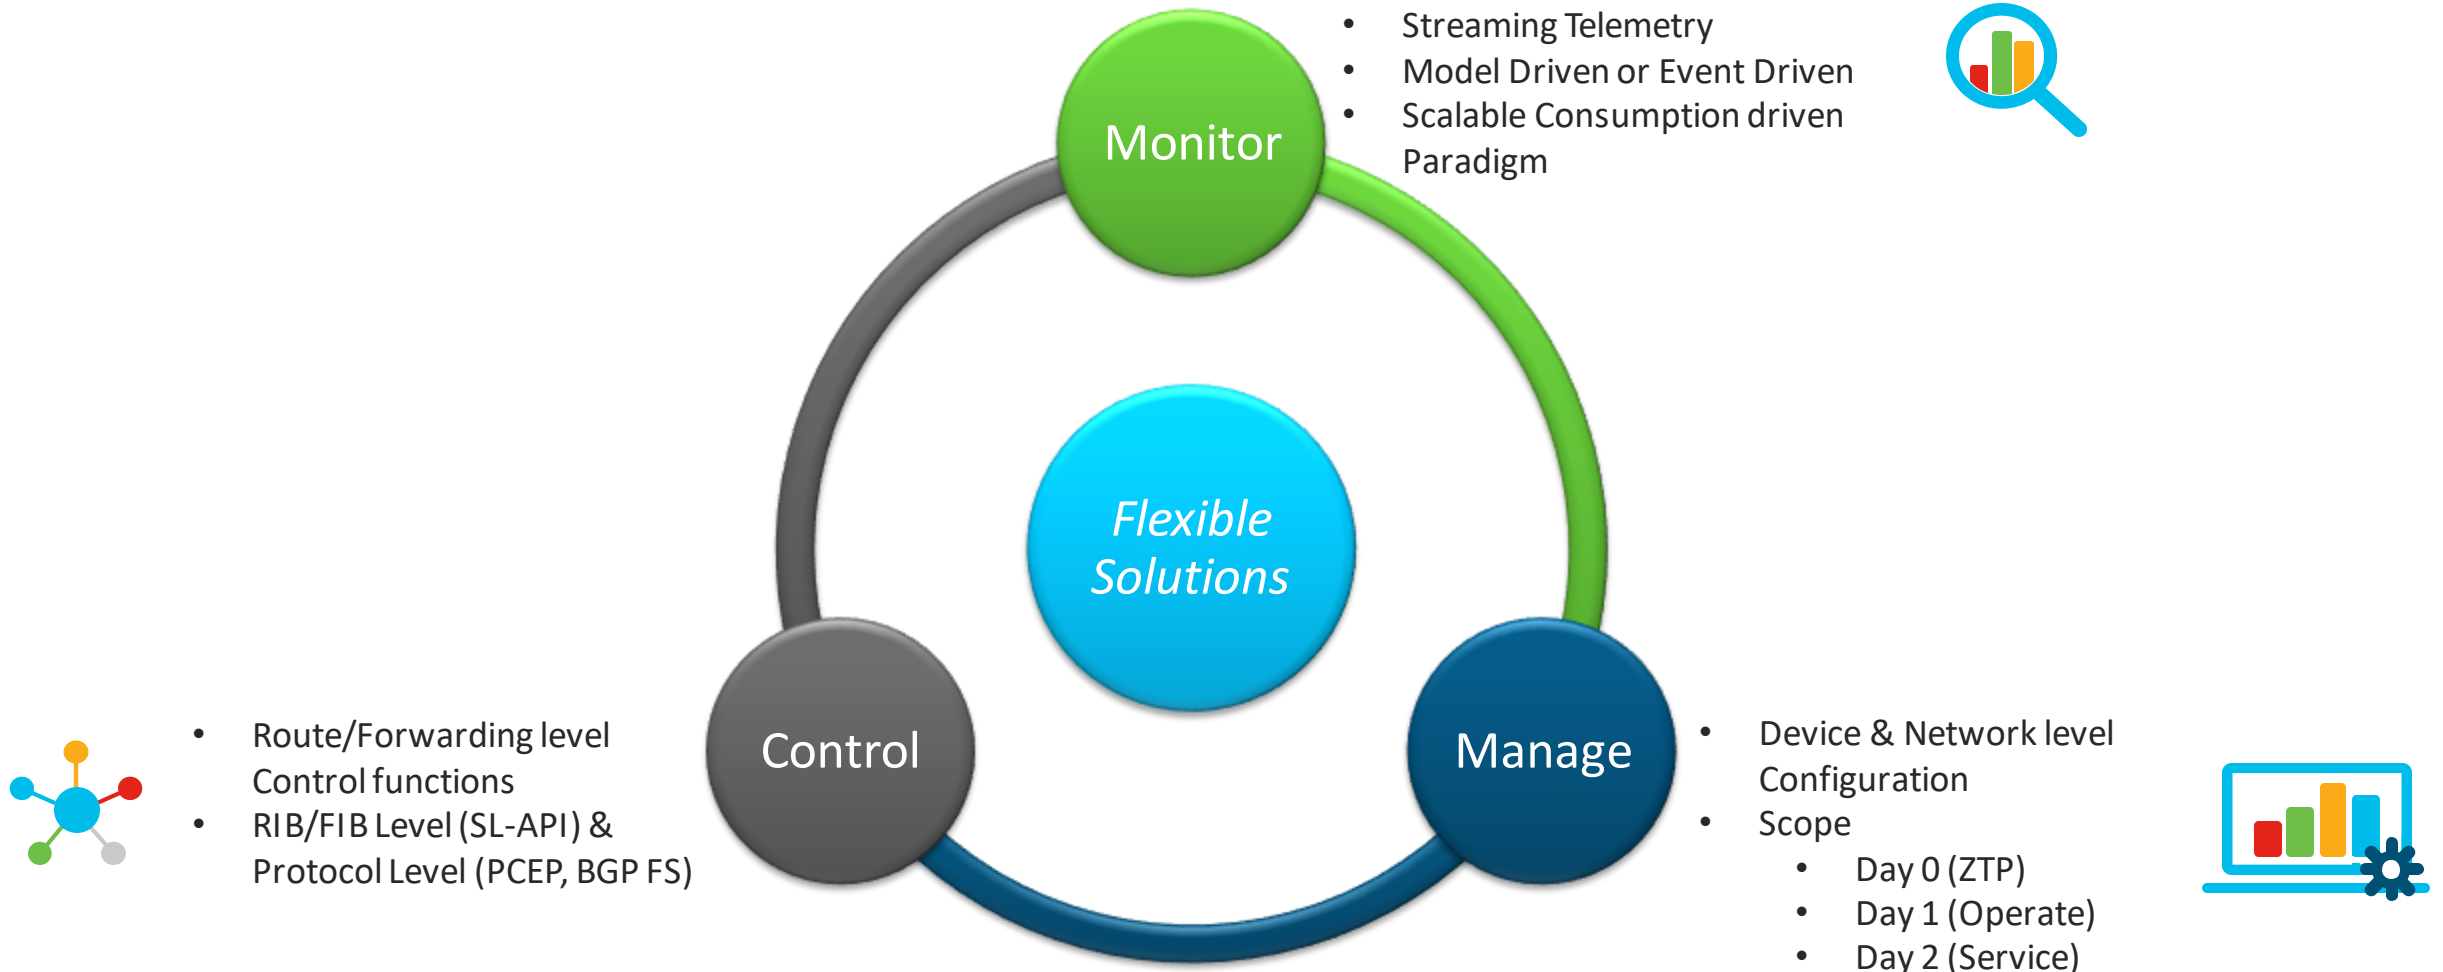 • Streaming Telemetry
• Model Driven or Event Driven
• Scalable Consumption driven
Paradigm
Monitor
Flexible
Solutions
Control
Manage
• Route/Forwarding level
Control functions
• RIB/FIB Level (SL-API) &
Protocol Level (PCEP, BGP FS)
• Device & Network level
Configuration
• Scope
• Day 0 (ZTP)
• Day 1 (Operate)
• Day 2 (Service)